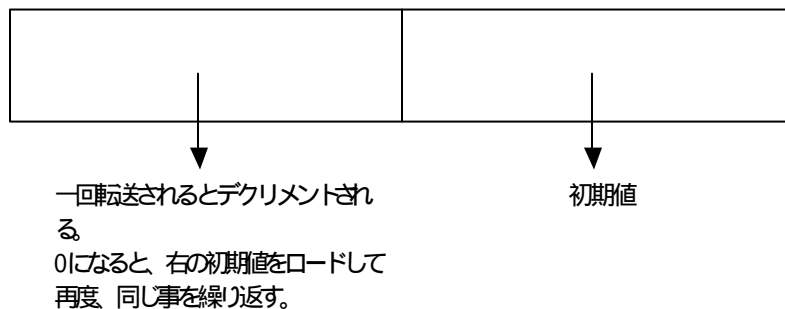 一回転送されるとデクリメントされ
る。
0になると、右の初期値をロードして
再度、同じ事を繰り返す。
初期値